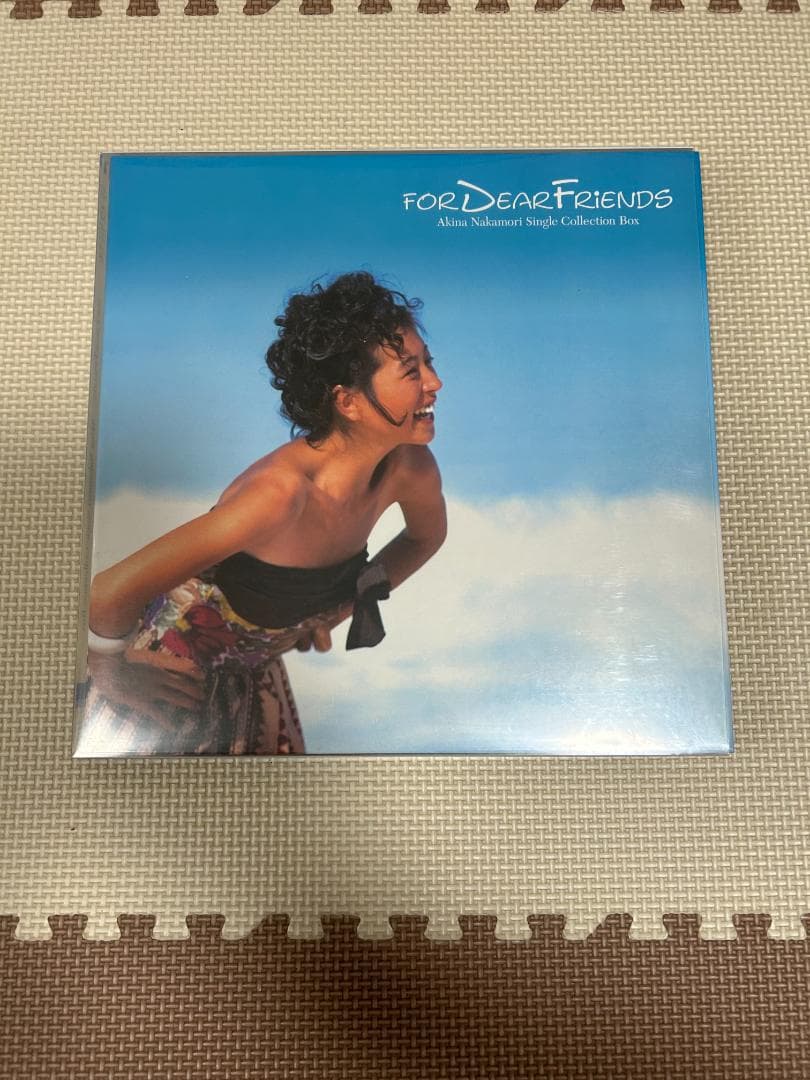 FOR DEAR FRiENDS
Akina Nakamori Single Collection Box